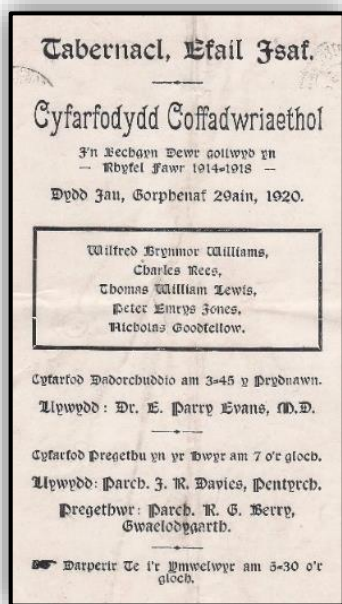 Tabernacl, Efail Isaf.
Cyfarfodydd Coffadwriaethol
I'n Bechgyn Dewr gollwyd yn
— Rhyfel Fawr 1914-1918 —
Dydd Iau, Gorphenaf 29ain, 1920.
Wilfred Brynmor Williams,
Charles Rees,
Thomas William Lewis,
Peter Emrys Jones,
Nicholas Goodfellow.
Cyfarfod Dadorchuddio am 3-45 y Prydnawn.
Llywydd: Dr. E. Parry Evans, M.D.
Cyfarfod Pregethu yn yr Hwyr am 7 o'r gloch.
Llywydd: Parch. J. R. Davies, Pentyrch.
Pregethwr: Parch. R. G. Berry,
Gwaelodygarth.
☛ Darperir Te i'r Ymwelwyr am 5-30 o'r
gloch.